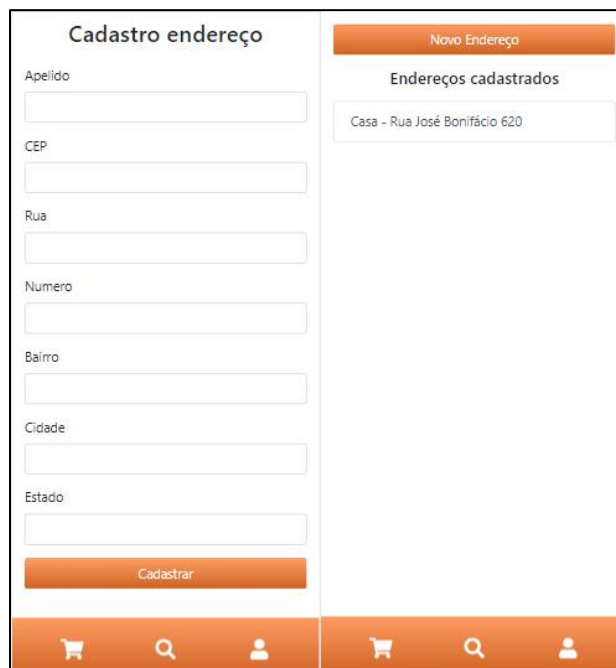 Cadastro endereço
Apelido
CEP
Rua
Numero
Bairro
Cidade
Estado
Cadastrar
Novo Endereço
Endereços cadastrados
Casa - Rua José Bonifácio 620